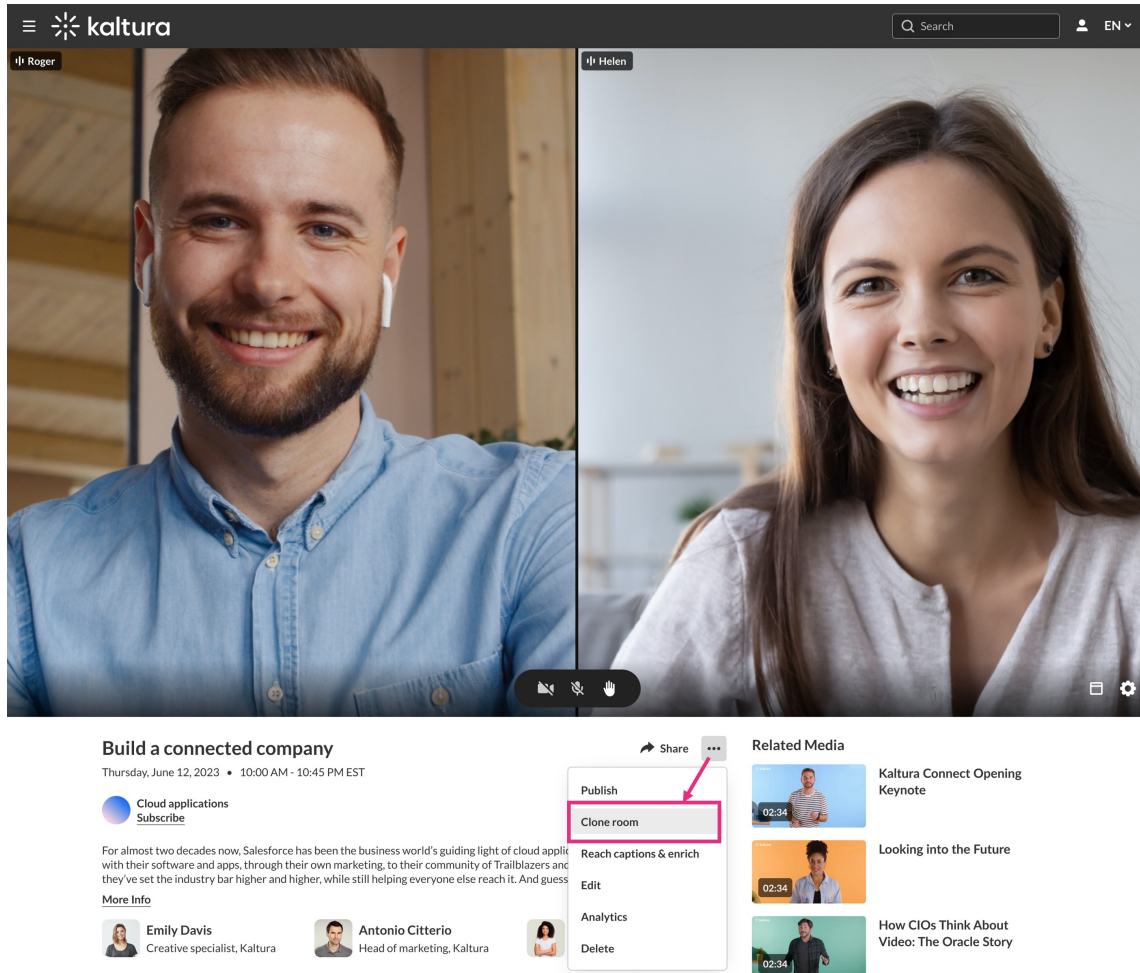 kaltura
Search
EN
Roger
Helen
Build a connected company
Share
Thursday, June 12, 2023 • 10:00 AM - 10:45 PM EST
Cloud applications
Subscribe
For almost two decades now, Salesforce has been the business world's guiding light of cloud applic
with their software and apps, through their own marketing, to their community of Trailblazers and
they've set the industry bar higher and higher, while still helping everyone else reach it. And guess
More Info
Emily Davis
Creative specialist, Kaltura
Antonio Citterio
Head of marketing, Kaltura
Publish
Clone room
Reach captions & enrich
Edit
Analytics
Delete
Related Media
02:34
Kaltura Connect Opening
Keynote
02:34
Looking into the Future
02:34
How CIOs Think About
Video: The Oracle Story